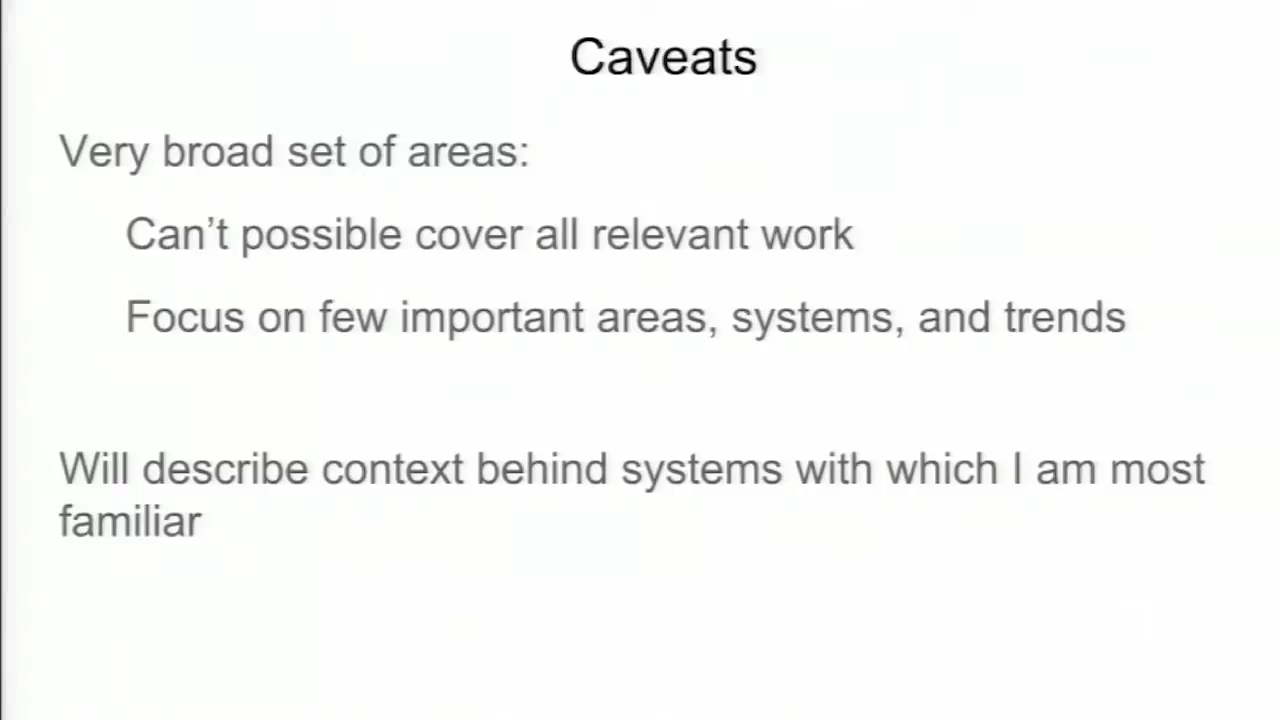 Caveats
Very broad set of areas:
Can’t possible cover all relevant work
Focus on few important areas, systems, and trends
Will describe context behind systems with which I am most
familiar